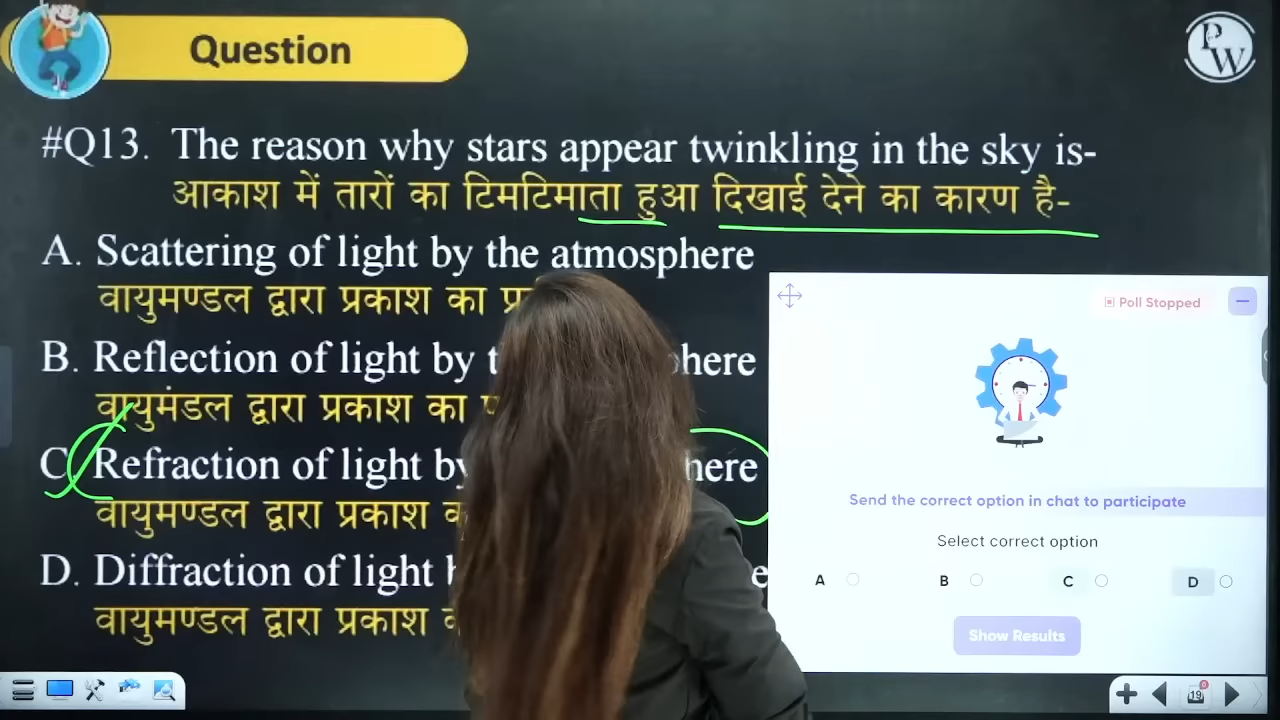 Question
PW
#Q13. The reason why stars appear twinkling in the sky is-
आकाश में तारों का टिमटिमाता हुआ दिखाई देने का कारण है-
A. Scattering of light by the atmosphere
वायुमण्डल द्वारा प्रकाश का
B. Reflection of light by
वायुमंडल द्वारा प्रकाश का
C. Refraction of light by
वायुमण्डल द्वारा प्रकाश
D. Diffraction of light
वायुमण्डल द्वारा प्रकाश
Poll Stopped
Send the correct option in chat to participate
Select correct option
A B C D
Show Results
19